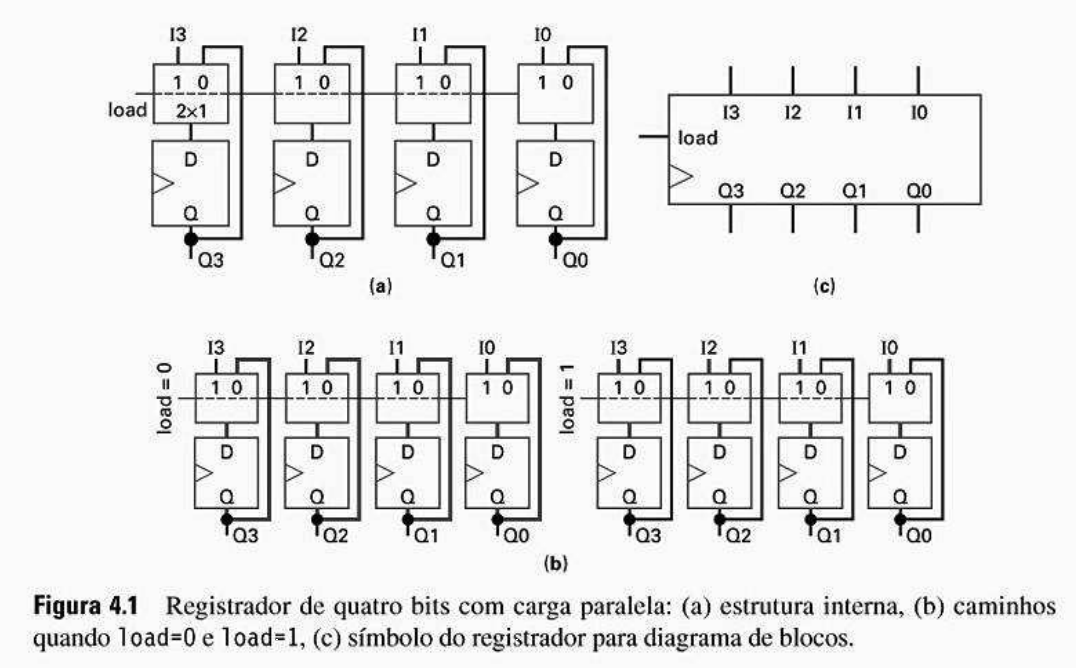 I3 I2 I1 I0
1 0 1 0 1 0 1 0
load 2×1
D D D D
Q Q Q Q
Q3 Q2 Q1 Q0
(a)
I3 I2 I1 I0
load
Q3 Q2 Q1 Q0
(c)
load = 0
I3 I2 I1 I0
1 0 1 0 1 0 1 0
D D D D
Q Q Q Q
Q3 Q2 Q1 Q0
load = 1
I3 I2 I1 I0
1 0 1 0 1 0 1 0
D D D D
Q Q Q Q
Q3 Q2 Q1 Q0
(b)
Figura 4.1 Registrador de quatro bits com carga paralela: (a) estrutura interna, (b) caminhos
quando load=0 e load=1, (c) símbolo do registrador para diagrama de blocos.